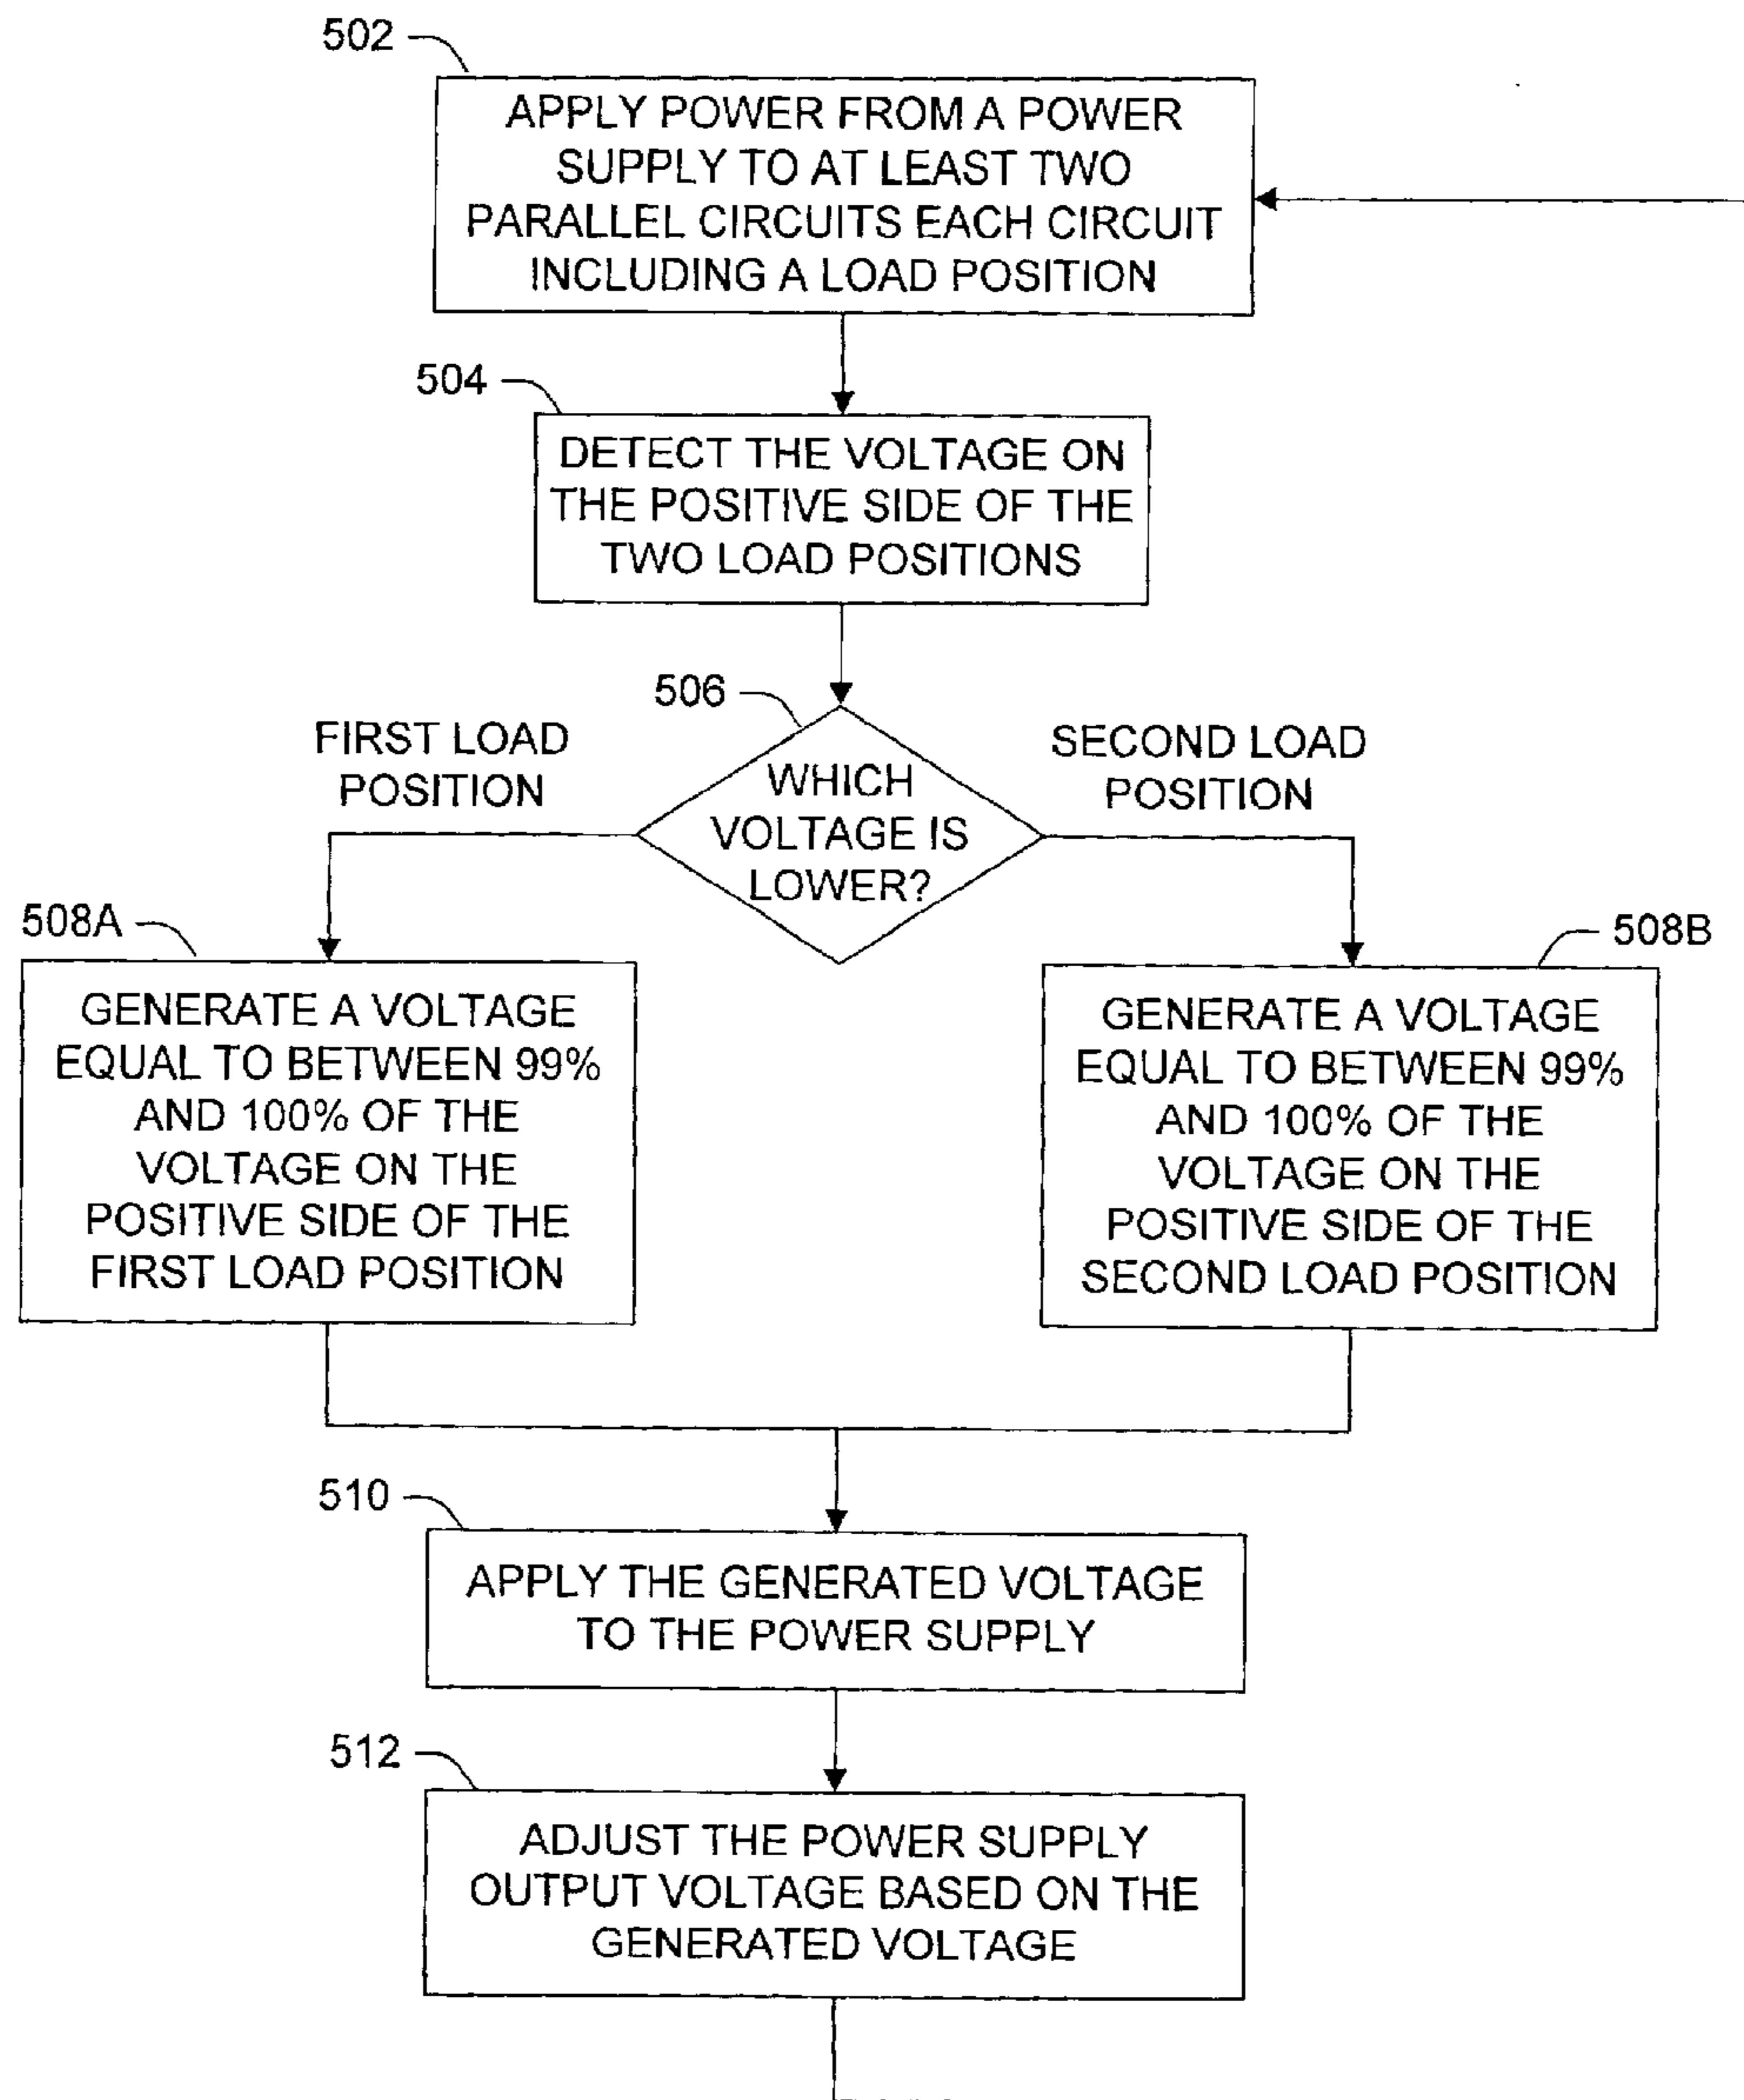 502
APPLY POWER FROM A POWER
SUPPLY TO AT LEAST TWO
PARALLEL CIRCUITS EACH CIRCUIT
INCLUDING A LOAD POSITION
504
DETECT THE VOLTAGE ON
THE POSITIVE SIDE OF THE
TWO LOAD POSITIONS
506
FIRST LOAD
POSITION
WHICH
VOLTAGE IS
LOWER?
SECOND LOAD
POSITION
508A
GENERATE A VOLTAGE
EQUAL TO BETWEEN 99%
AND 100% OF THE
VOLTAGE ON THE
POSITIVE SIDE OF THE
FIRST LOAD POSITION
508B
GENERATE A VOLTAGE
EQUAL TO BETWEEN 99%
AND 100% OF THE
VOLTAGE ON THE
POSITIVE SIDE OF THE
SECOND LOAD POSITION
510
APPLY THE GENERATED VOLTAGE
TO THE POWER SUPPLY
512
ADJUST THE POWER SUPPLY
OUTPUT VOLTAGE BASED ON THE
GENERATED VOLTAGE